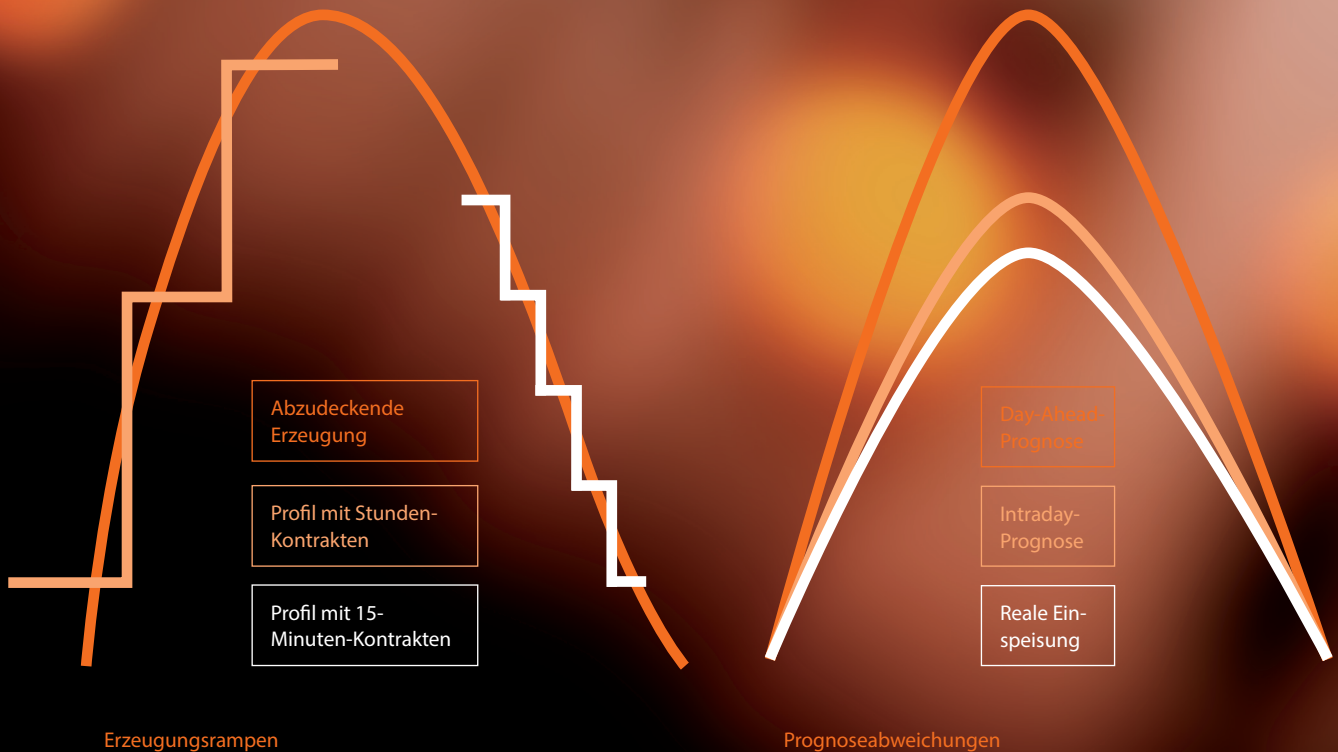 Abzudeckende
Erzeugung
Profil mit Stunden-
Kontrakten
Profil mit 15-
Minuten-Kontrakten
Erzeugungsrampen
Day-Ahead-
Prognose
Intraday-
Prognose
Reale Ein-
speisung
Prognoseabweichungen